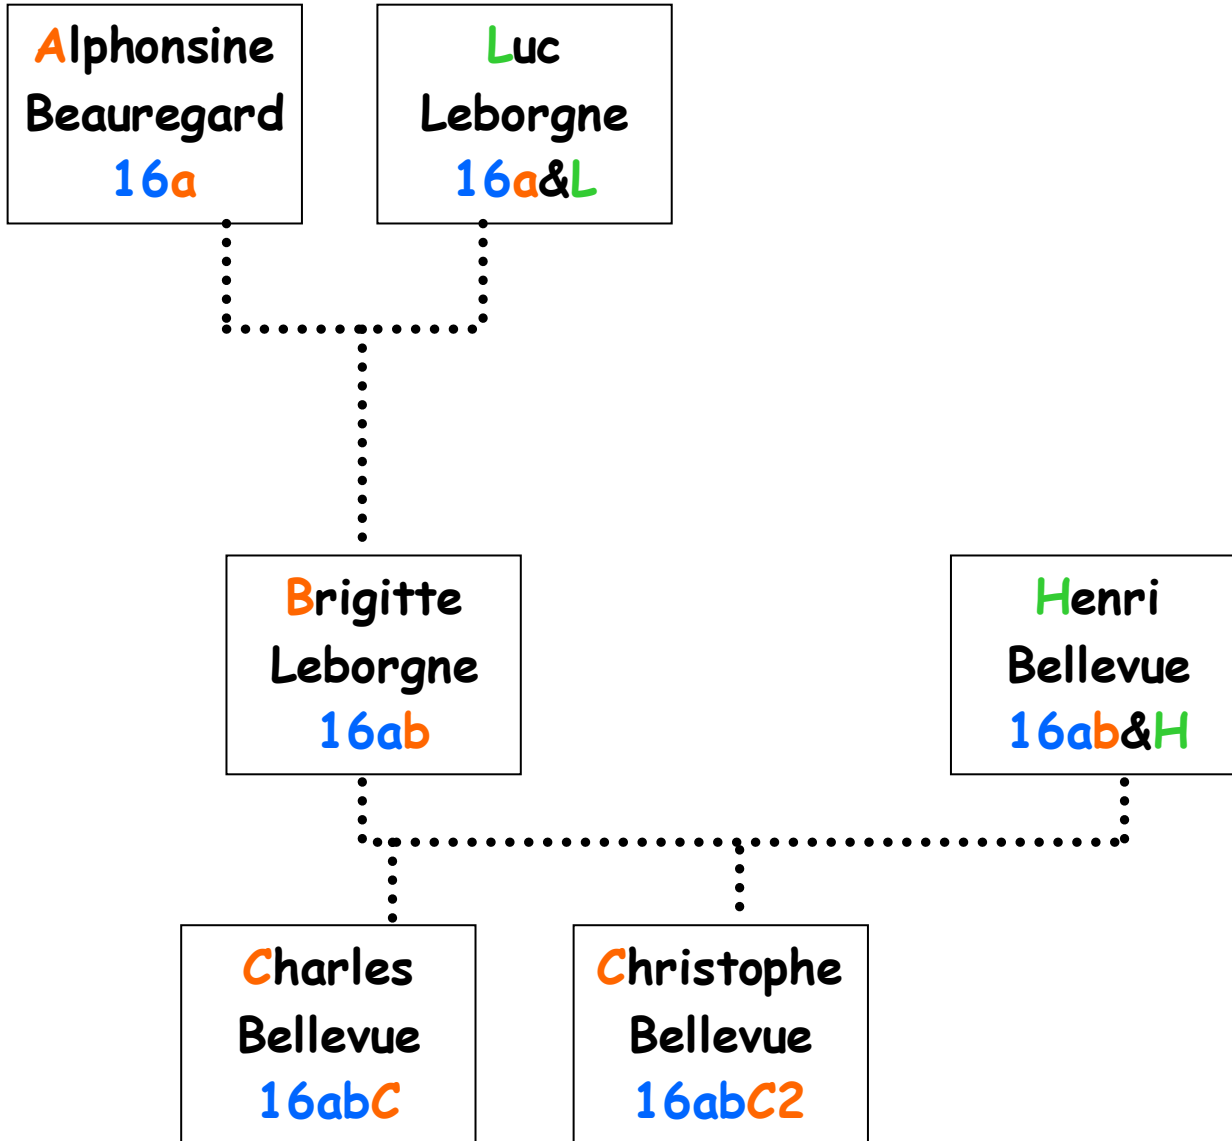 Alphonsine
Beauregard
16a
Luc
Leborgne
16a&L
Brigitte
Leborgne
16ab
Henri
Bellevue
16ab&H
Charles
Bellevue
16abC
Christophe
Bellevue
16abC2